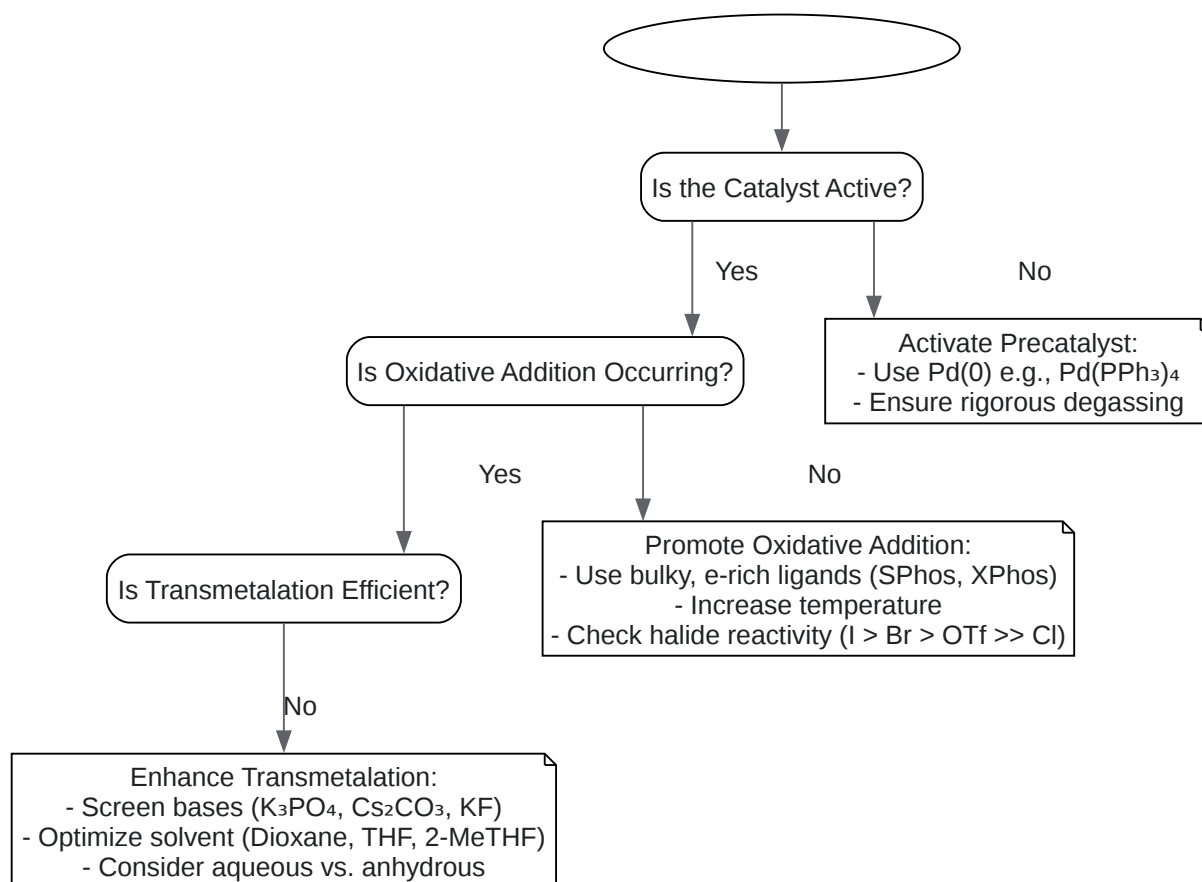 Is the Catalyst Active?
Yes
No
Activate Precatalyst:
- Use Pd(0) e.g., Pd(PPh₃)₄
- Ensure rigorous degassing
Is Oxidative Addition Occurring?
Yes
No
Promote Oxidative Addition:
- Use bulky, e-rich ligands (SPhos, XPhos)
- Increase temperature
- Check halide reactivity (I > Br > OTf >> Cl)
Is Transmetalation Efficient?
No
Enhance Transmetalation:
- Screen bases (K₃PO₄, Cs₂CO₃, KF)
- Optimize solvent (Dioxane, THF, 2-MeTHF)
- Consider aqueous vs. anhydrous